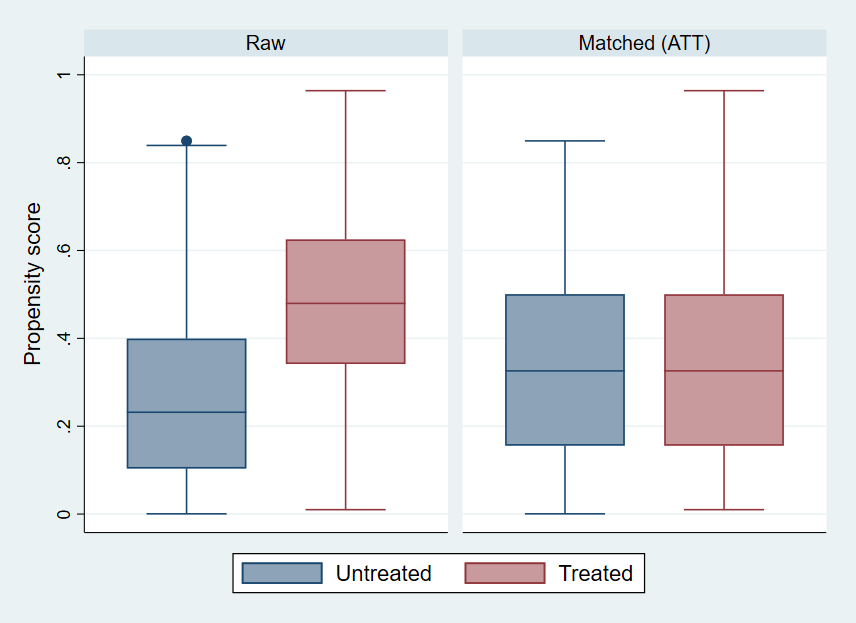 Raw
Matched (ATT)
Propensity score
1
.8
.6
.4
.2
0
Untreated
Treated